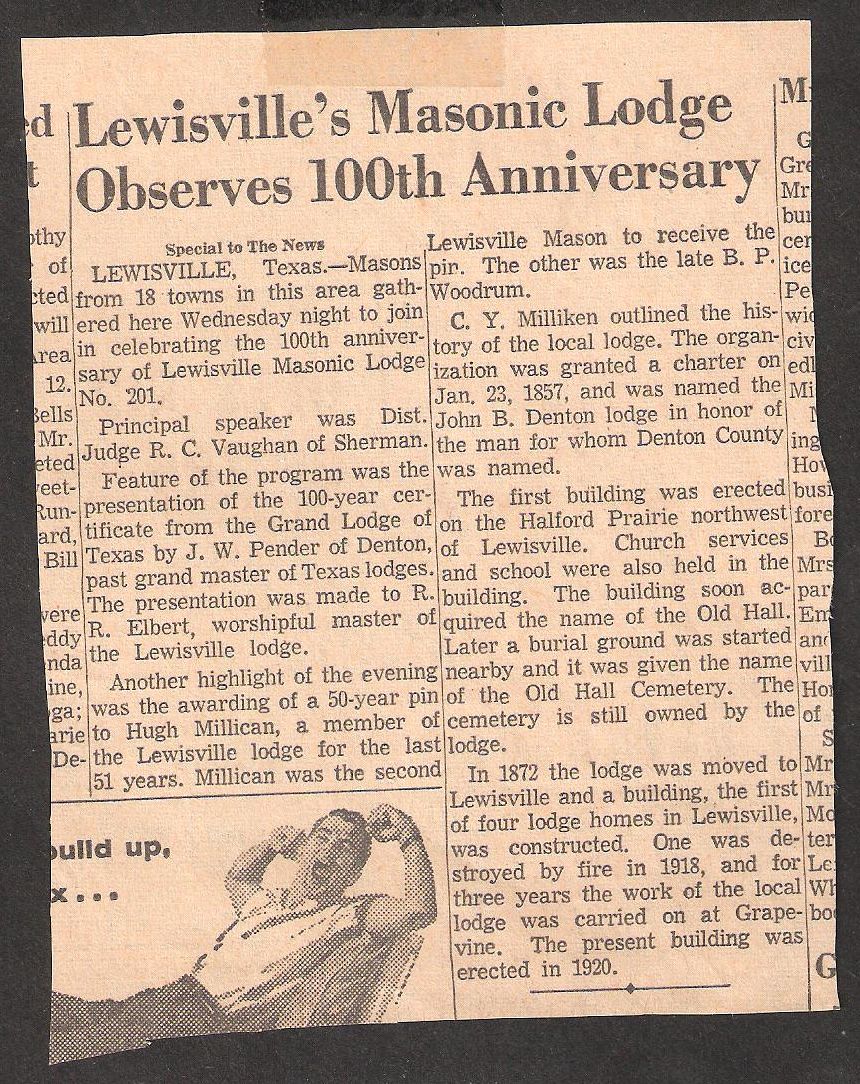 Lewisville's Masonic Lodge
Observes 100th Anniversary
Special to The News
LEWISVILLE, Texas.—Masons
from 18 towns in this area gath-
ered here Wednesday night to join
in celebrating the 100th anniver-
sary of Lewisville Masonic Lodge
No. 201.
Principal speaker was Dist.
Judge R. C. Vaughan of Sherman.
Feature of the program was the
presentation of the 100-year cer-
tificate from the Grand Lodge of
Texas by J. W. Pender of Denton,
past grand master of Texas lodges.
The presentation was made to R.
R. Elbert, worshipful master of
the Lewisville lodge.
Another highlight of the evening
was the awarding of a 50-year pin
to Hugh Millican, a member of
the Lewisville lodge for the last
51 years. Millican was the second
Lewisville Mason to receive the
pin. The other was the late B. P.
Woodrum.
C. Y. Milliken outlined the his-
tory of the local lodge. The organ-
ization was granted a charter on
Jan. 23, 1857, and was named the
John B. Denton lodge in honor of
the man for whom Denton County
was named.
The first building was erected
on the Halford Prairie northwest
of Lewisville. Church services
and school were also held in the
building. The building soon ac-
quired the name of the Old Hall.
Later a burial ground was started
nearby and it was given the name
of the Old Hall Cemetery. The
cemetery is still owned by the
lodge.
In 1872 the lodge was moved to
Lewisville and a building, the first
of four lodge homes in Lewisville,
was constructed. One was de-
stroyed by fire in 1918, and for
three years the work of the local
lodge was carried on at Grape-
vine. The present building was
erected in 1920.
of
will
12.
Mr.
Bill
De-
up,
x...